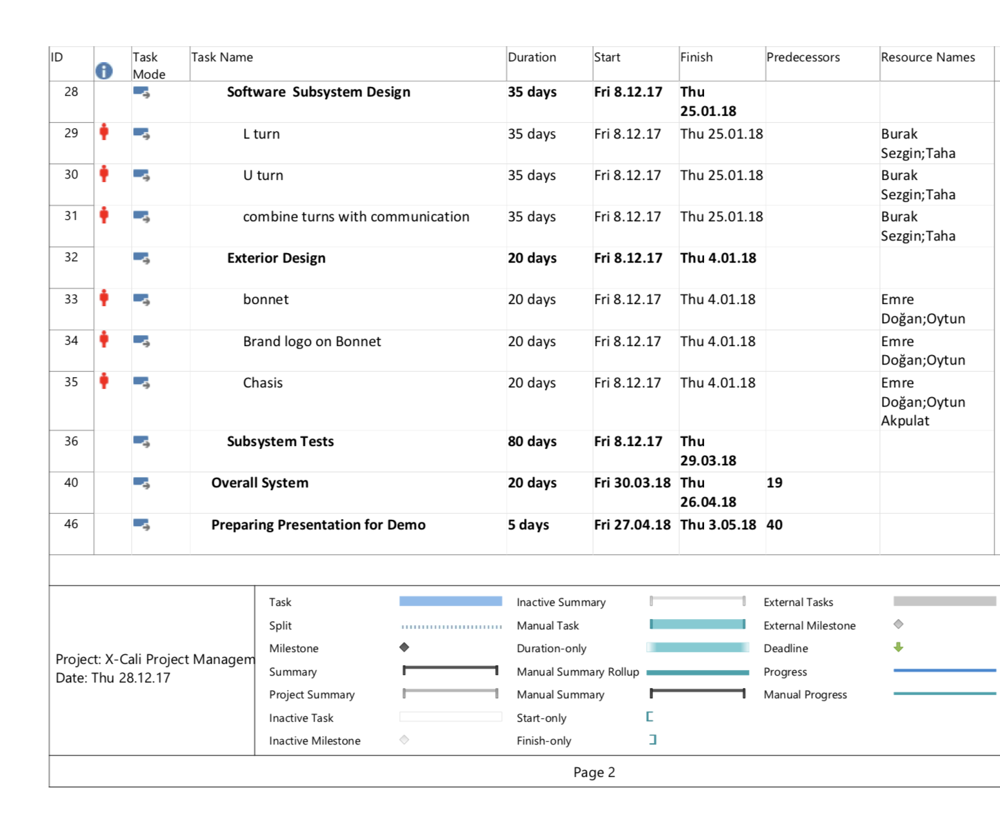 ID Task Mode Task Name Duration Start Finish Predecessors Resource Names
28 Software Subsystem Design 35 days Fri 8.12.17 Thu 25.01.18
29 L turn 35 days Fri 8.12.17 Thu 25.01.18 Burak Sezgin;Taha
30 U turn 35 days Fri 8.12.17 Thu 25.01.18 Burak Sezgin;Taha
31 combine turns with communication 35 days Fri 8.12.17 Thu 25.01.18 Burak Sezgin;Taha
32 Exterior Design 20 days Fri 8.12.17 Thu 4.01.18
33 bonnet 20 days Fri 8.12.17 Thu 4.01.18 Emre Doğan;Oytun
34 Brand logo on Bonnet 20 days Fri 8.12.17 Thu 4.01.18 Emre Doğan;Oytun
35 Chasis 20 days Fri 8.12.17 Thu 4.01.18 Emre Doğan;Oytun Akpulat
36 Subsystem Tests 80 days Fri 8.12.17 Thu 29.03.18
40 Overall System 20 days Fri 30.03.18 Thu 26.04.18 19
46 Preparing Presentation for Demo 5 days Fri 27.04.18 Thu 3.05.18 40
Project: X-Cali Project Managem
Date: Thu 28.12.17
Task
Split
Milestone
Summary
Project Summary
Inactive Task
Inactive Milestone
Inactive Summary
Manual Task
Duration-only
Manual Summary Rollup
Manual Summary
Start-only
Finish-only
External Tasks
External Milestone
Deadline
Progress
Manual Progress
Page 2